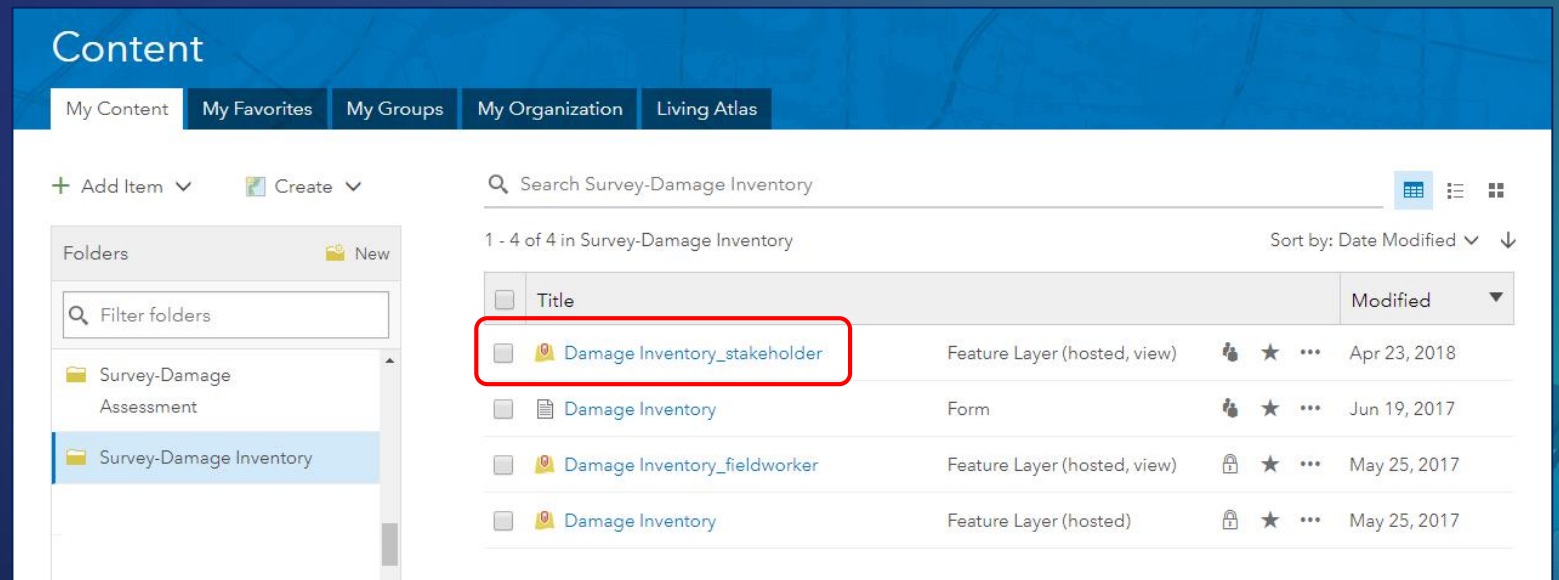 Content
My Content My Favorites My Groups My Organization Living Atlas
+ Add Item Create
Search Survey-Damage Inventory
Folders New
1 - 4 of 4 in Survey-Damage Inventory Sort by: Date Modified
Filter folders
Survey-Damage
Assessment
Survey-Damage Inventory
Title Modified
Damage Inventory_stakeholder Feature Layer (hosted, view) Apr 23, 2018
Damage Inventory Form Jun 19, 2017
Damage Inventory_fieldworker Feature Layer (hosted, view) May 25, 2017
Damage Inventory Feature Layer (hosted) May 25, 2017